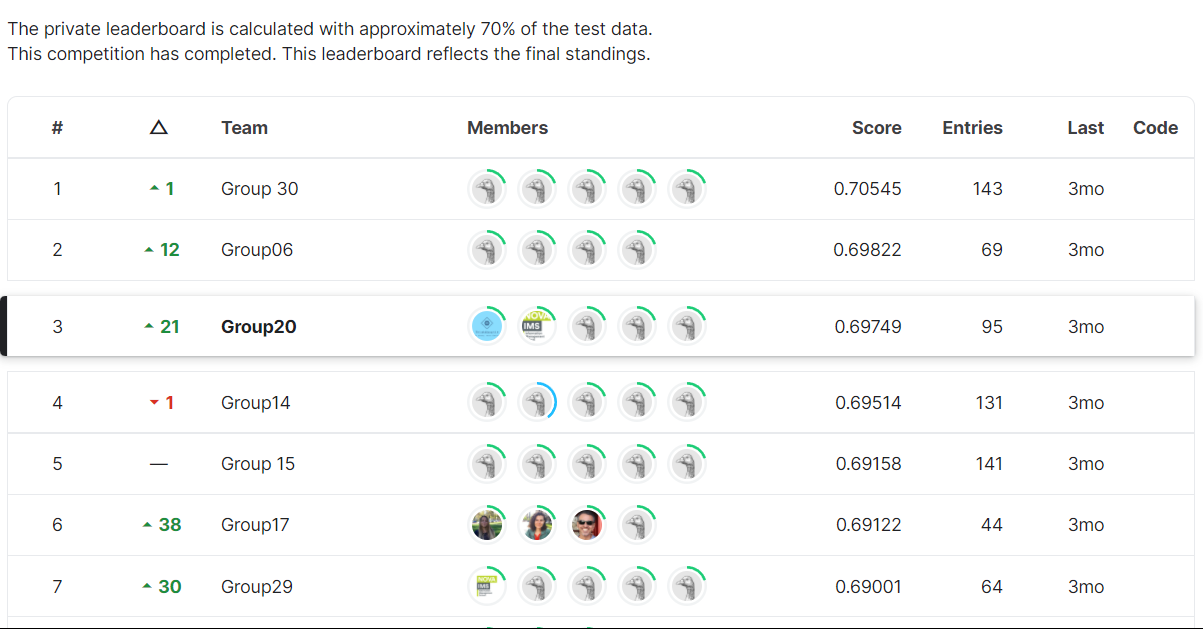 The private leaderboard is calculated with approximately 70% of the test data.
This competition has completed. This leaderboard reflects the final standings.
# △ Team Members Score Entries Last Code
1 1 Group 30 0.70545 143 3mo
2 12 Group06 0.69822 69 3mo
3 21 Group20 NOVA IMS 0.69749 95 3mo
4 1 Group14 0.69514 131 3mo
5 — Group 15 0.69158 141 3mo
6 38 Group17 0.69122 44 3mo
7 30 Group29 NOVA IMS 0.69001 64 3mo